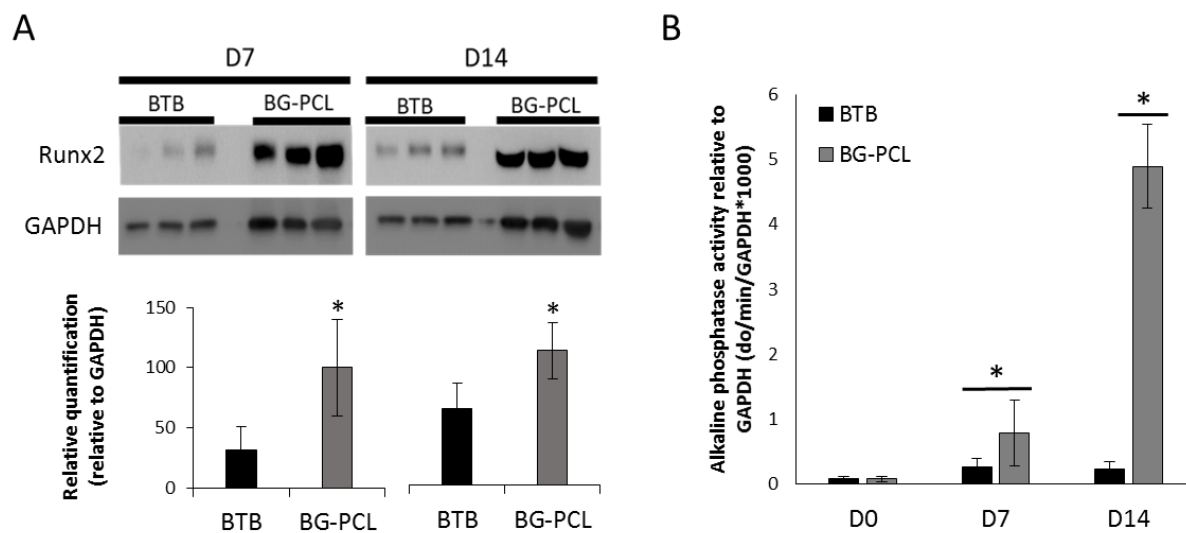 A
D7
D14
BTB
BG-PCL
BTB
BG-PCL
Runx2
GAPDH
Relative quantification
(relative to GAPDH)
150
100
50
0
*
*
BTB
BG-PCL
BTB
BG-PCL
B
Alkaline phosphatase activity relative to
GAPDH (do/min/GAPDH*1000)
6
5
4
3
2
1
0
BTB
BG-PCL
*
*
D0
D7
D14